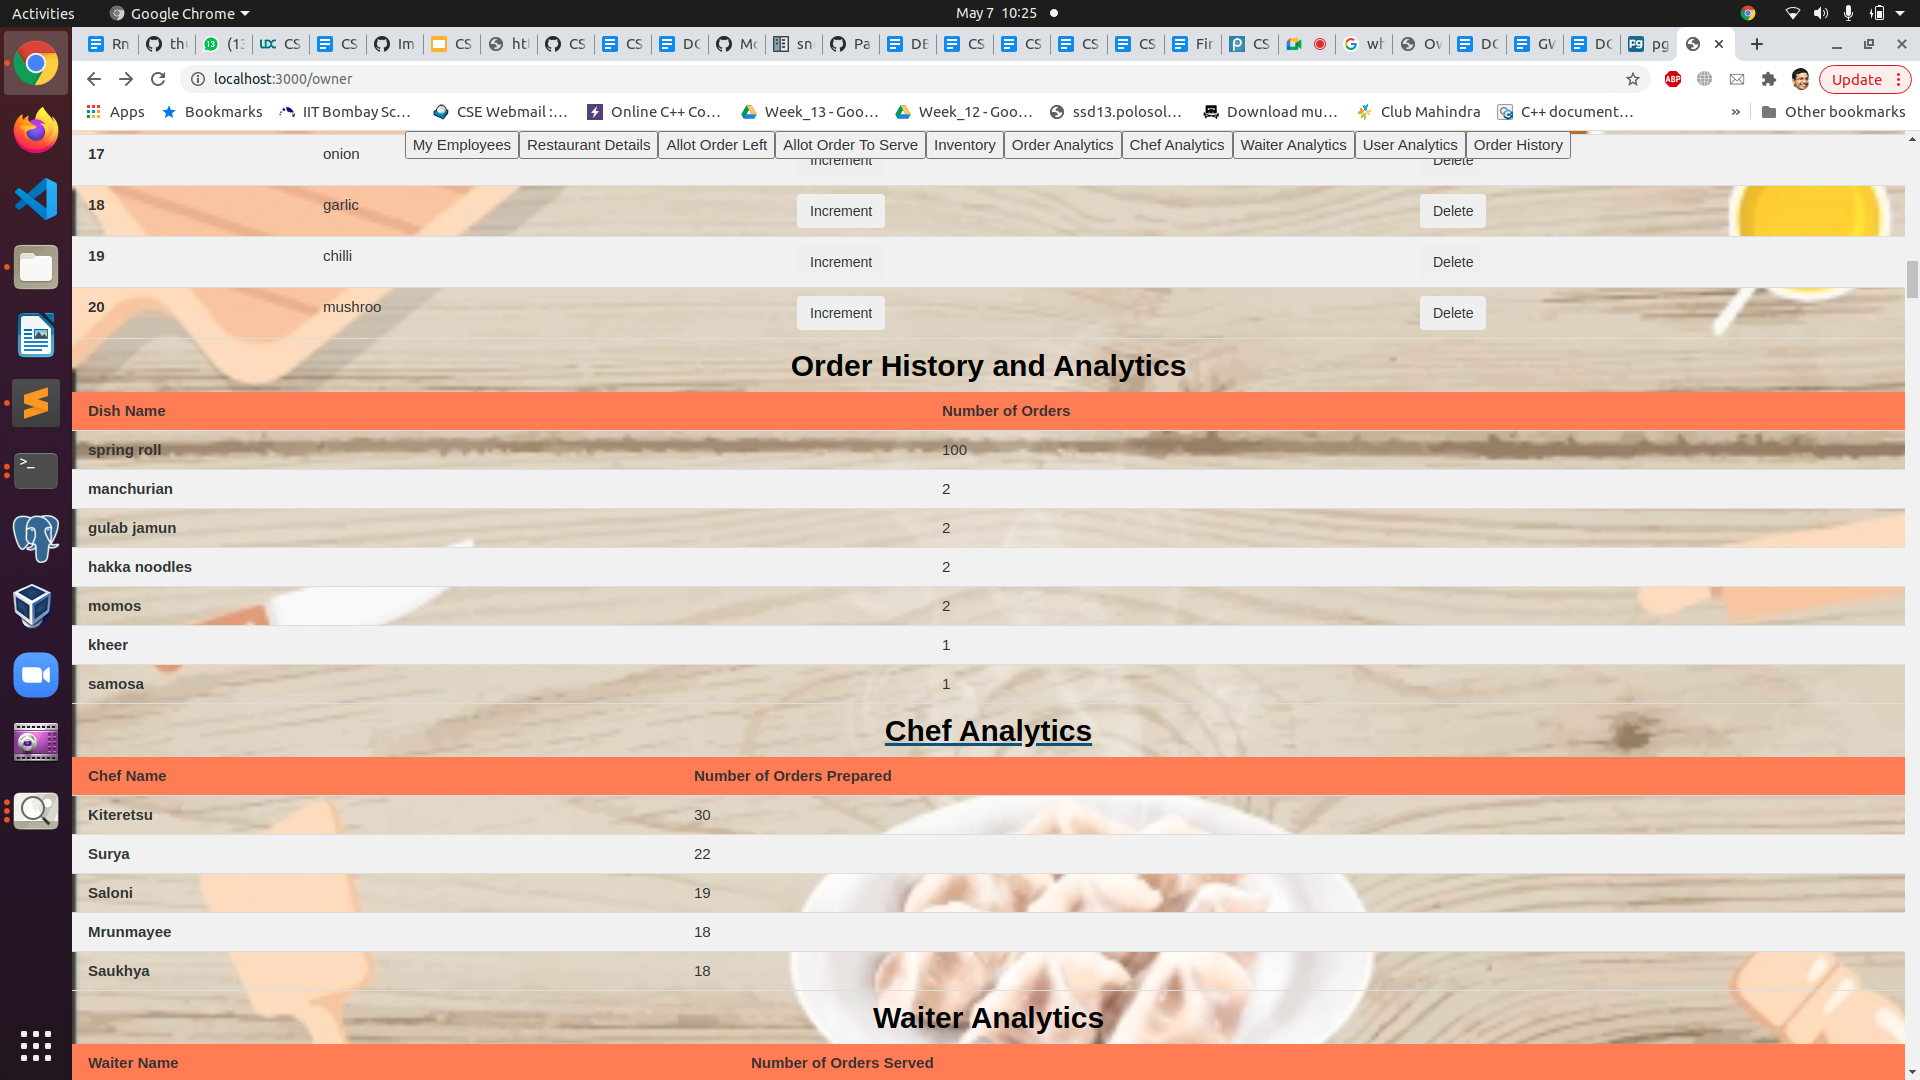 Activities Google Chrome May 7 10:25
Rn the (13 CS CS Im CS ht CS CS DC Mc sn Pa DE CS CS CS CS Fir CS wh Ov DC GV DC pg
localhost:3000/owner Update
Apps Bookmarks IIT Bombay Sc… CSE Webmail :… Online C++ Co… Week_13 - Goo… Week_12 - Goo… ssd13.polosol… Download mu… Club Mahindra C++ document… » Other bookmarks
My Employees Restaurant Details Allot Order Left Allot Order To Serve Inventory Order Analytics Chef Analytics Waiter Analytics User Analytics Order History
17 onion Increment Delete
18 garlic Increment Delete
19 chilli Increment Delete
20 mushroo Increment Delete
Order History and Analytics
Dish Name Number of Orders
spring roll 100
manchurian 2
gulab jamun 2
hakka noodles 2
momos 2
kheer 1
samosa 1
Chef Analytics
Chef Name Number of Orders Prepared
Kiteretsu 30
Surya 22
Saloni 19
Mrunmayee 18
Saukhya 18
Waiter Analytics
Waiter Name Number of Orders Served